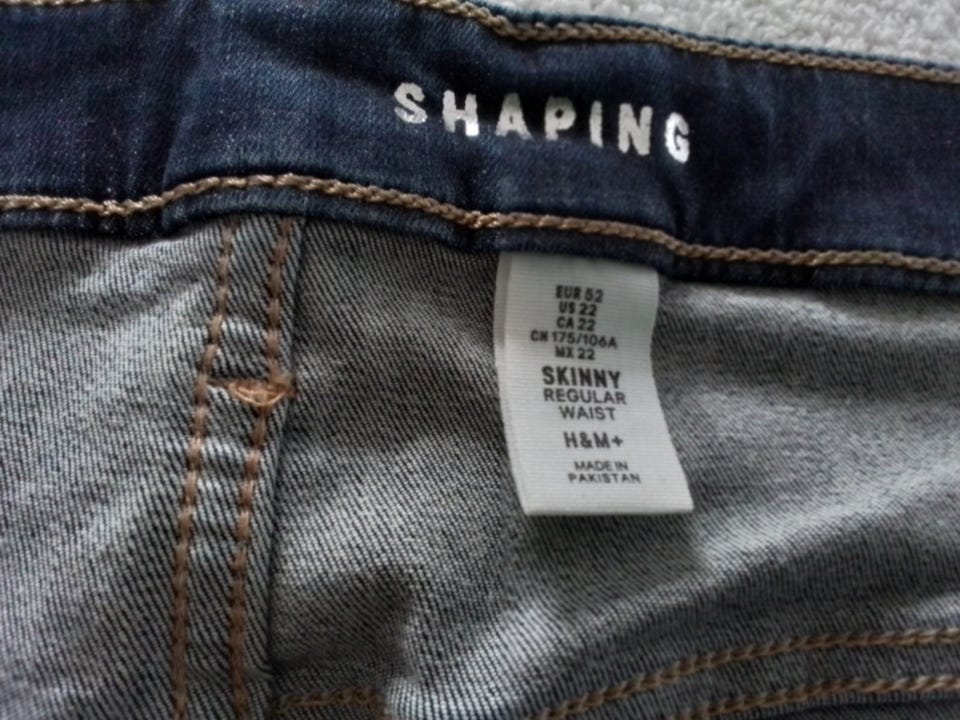 SHAPING
EUR 52
US 22
CA 22
CN 175/106A
MX 22
SKINNY
REGULAR
WAIST
H&M+
MADE IN
PAKISTAN